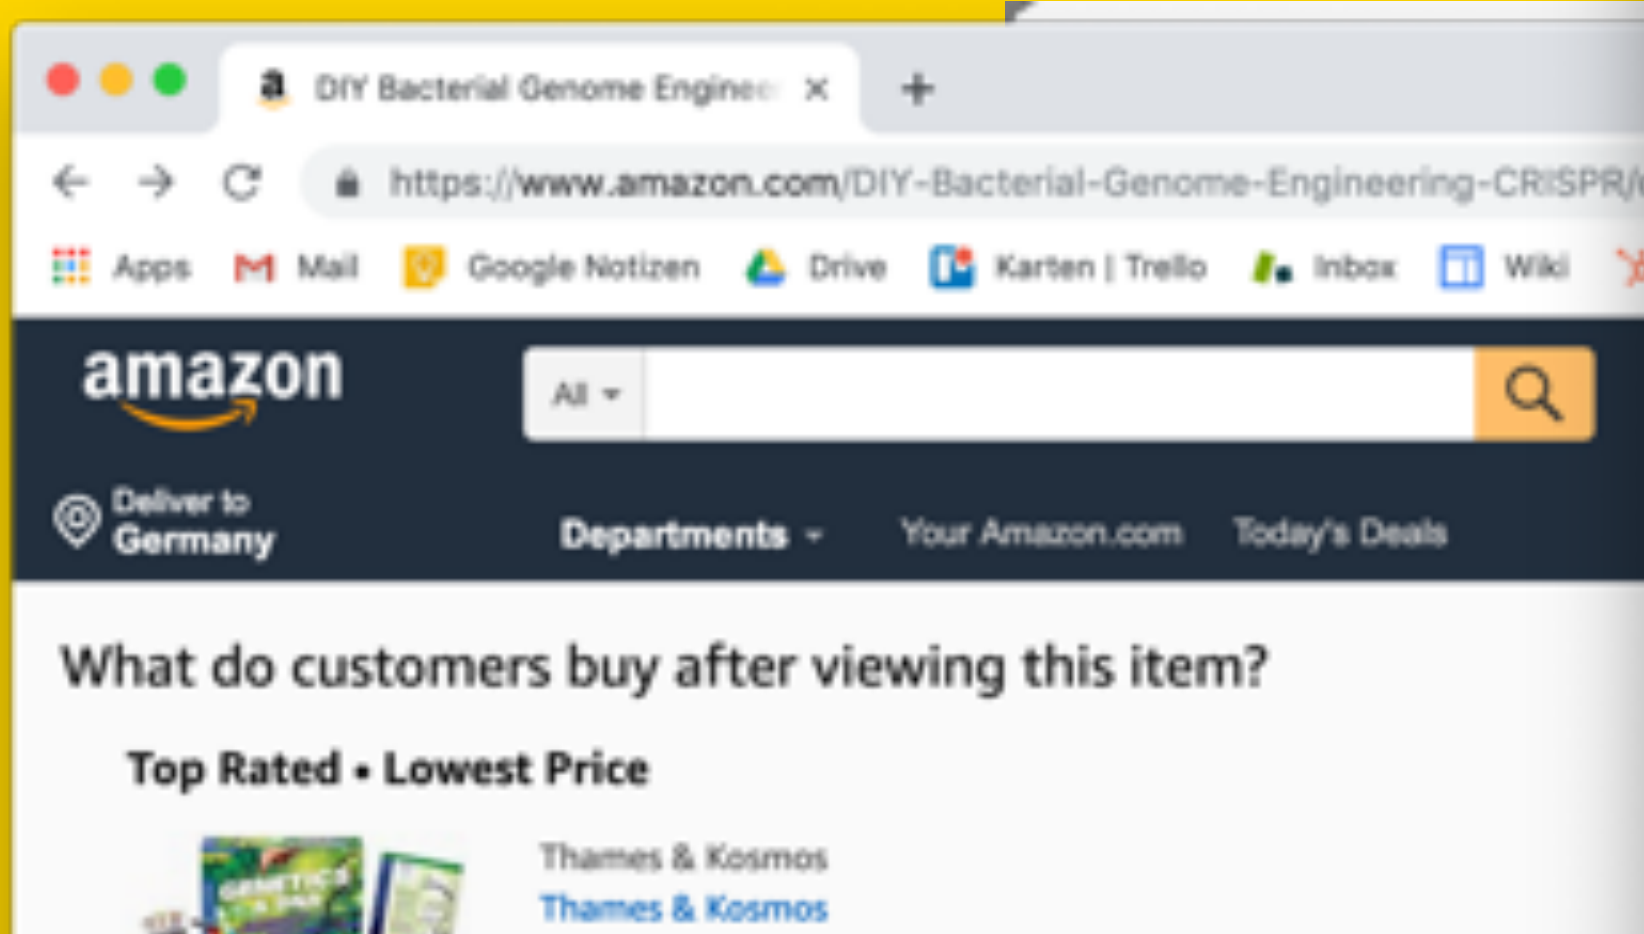 DIY Bacterial Genome Enginee
https://www.amazon.com/DIY-Bacterial-Genome-Engineering-CRISPR/
Apps Mail Google Notizen Drive Karten | Trello Inbox Wiki
amazon
All
Deliver to
Germany
Departments Your Amazon.com Today's Deals
What do customers buy after viewing this item?
Top Rated • Lowest Price
Thames & Kosmos
Thames & Kosmos
GENETICS
& DNA